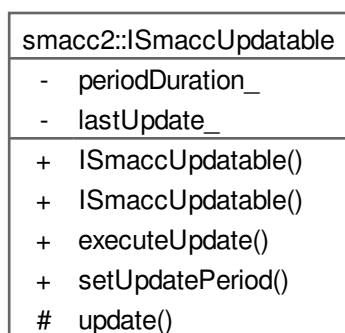 smacc2::ISmaccUpdatable
- periodDuration_
- lastUpdate_
+ ISmaccUpdatable()
+ ISmaccUpdatable()
+ executeUpdate()
+ setUpdatePeriod()
# update()